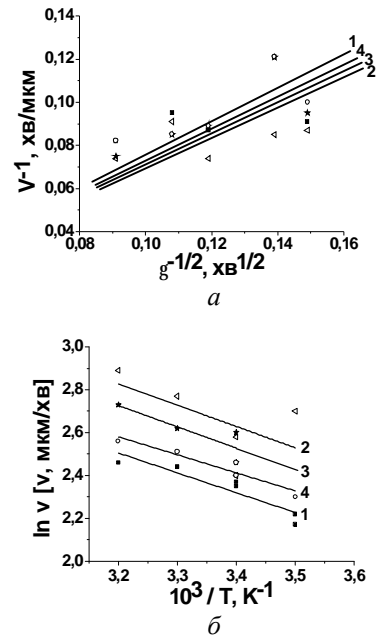 0,14
0,12
0,10
0,08
0,06
0,04
V⁻¹, хв/мкм
1
4
3
2
0,08 0,10 0,12 0,14 0,16
g⁻¹/², хв¹/²
а
3,0
2,8
2,6
2,4
2,2
2,0
ln v [v, мкм/хв]
2
3
4
1
3,2 3,3 3,4 3,5
10³ / T, K⁻¹
б